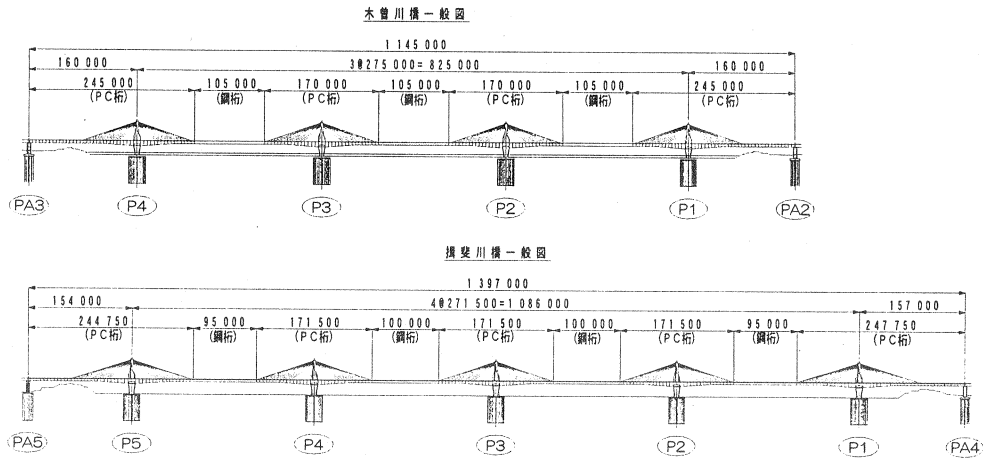 木曽川橋一般図
1 145 000
160 000 3@275 000= 825 000 160 000
245 000 105 000 170 000 105 000 170 000 105 000 245 000
(PC桁) (鋼桁) (PC桁) (鋼桁) (PC桁) (鋼桁) (PC桁)
PA3 P4 P3 P2 P1 PA2
揖斐川橋一般図
1 397 000
154 000 4@271 500=1 086 000 157 000
244 750 95 000 171 500 100 000 171 500 100 000 171 500 95 000 247 750
(PC桁) (鋼桁) (PC桁) (鋼桁) (PC桁) (鋼桁) (PC桁) (鋼桁) (PC桁)
PA5 P5 P4 P3 P2 P1 PA4